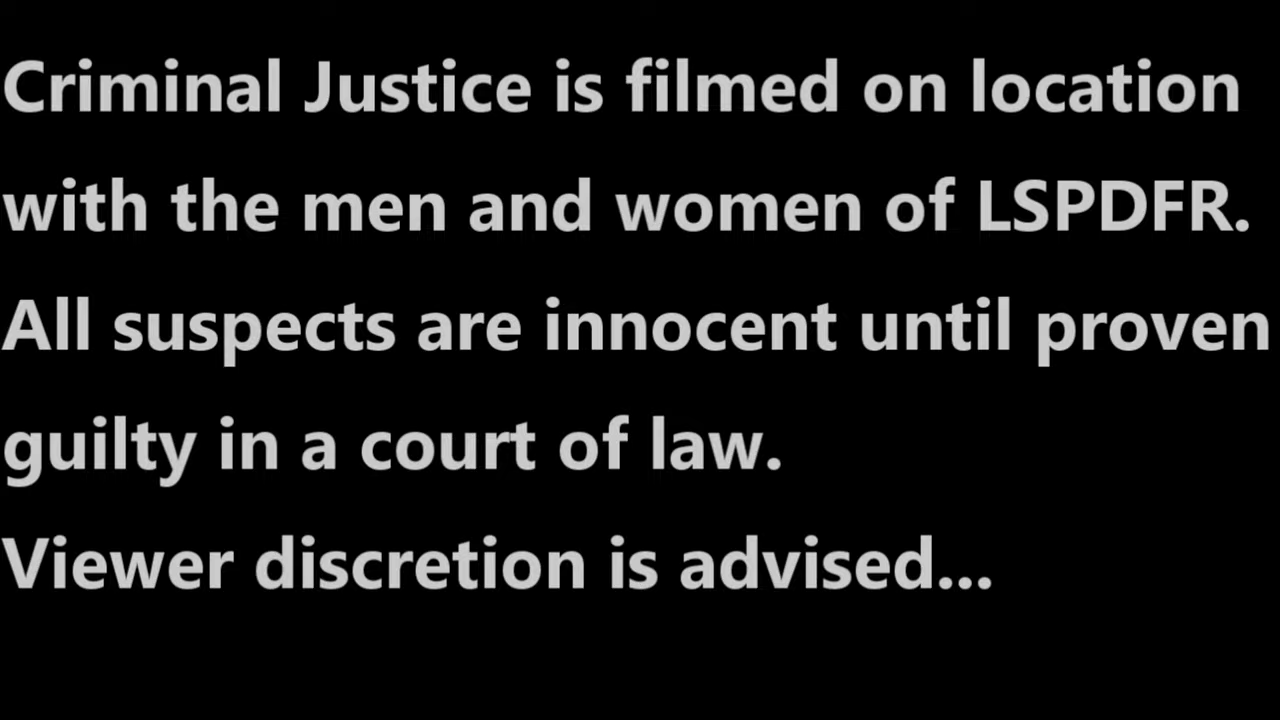 Criminal Justice is filmed on location
with the men and women of LSPDFR.
All suspects are innocent until proven
guilty in a court of law.
Viewer discretion is advised...